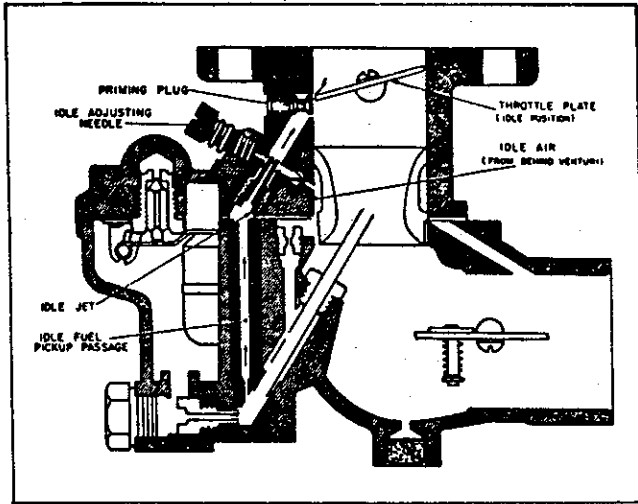 PRIMING PLUG
IDLE ADJUSTING
NEEDLE
THROTTLE PLATE
(IDLE POSITION)
IDLE AIR
(FROM BEHIND VENTURI)
IDLE JET
IDLE FUEL
PICKUP PASSAGE